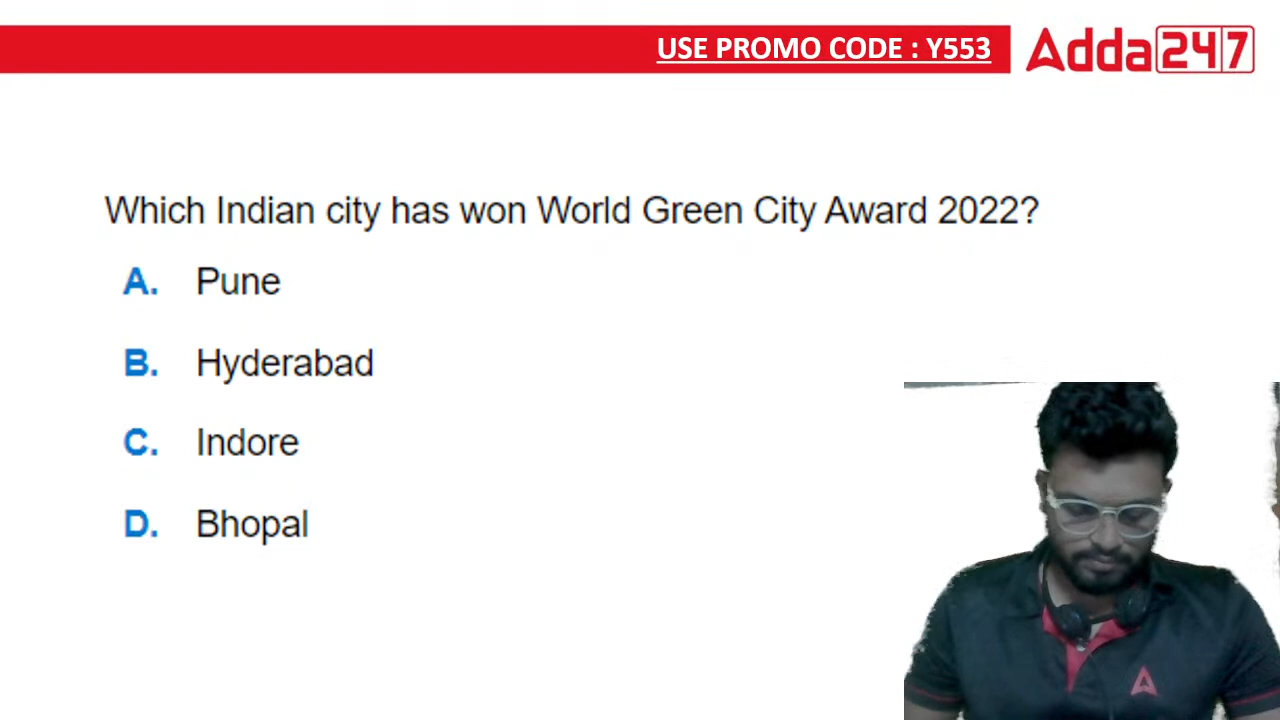 USE PROMO CODE : Y553
Adda247
Which Indian city has won World Green City Award 2022?
A. Pune
B. Hyderabad
C. Indore
D. Bhopal